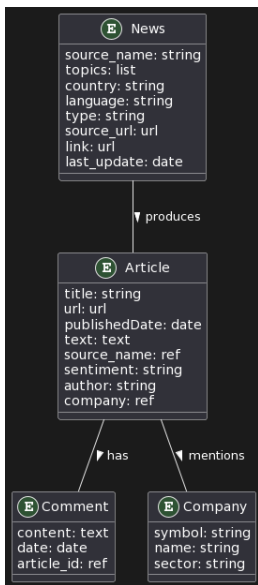 E News
source_name: string
topics: list
country: string
language: string
type: string
source_url: url
link: url
last_update: date
produces
E Article
title: string
url: url
publishedDate: date
text: text
source_name: ref
sentiment: string
author: string
company: ref
has
mentions
E Comment
content: text
date: date
article_id: ref
E Company
symbol: string
name: string
sector: string